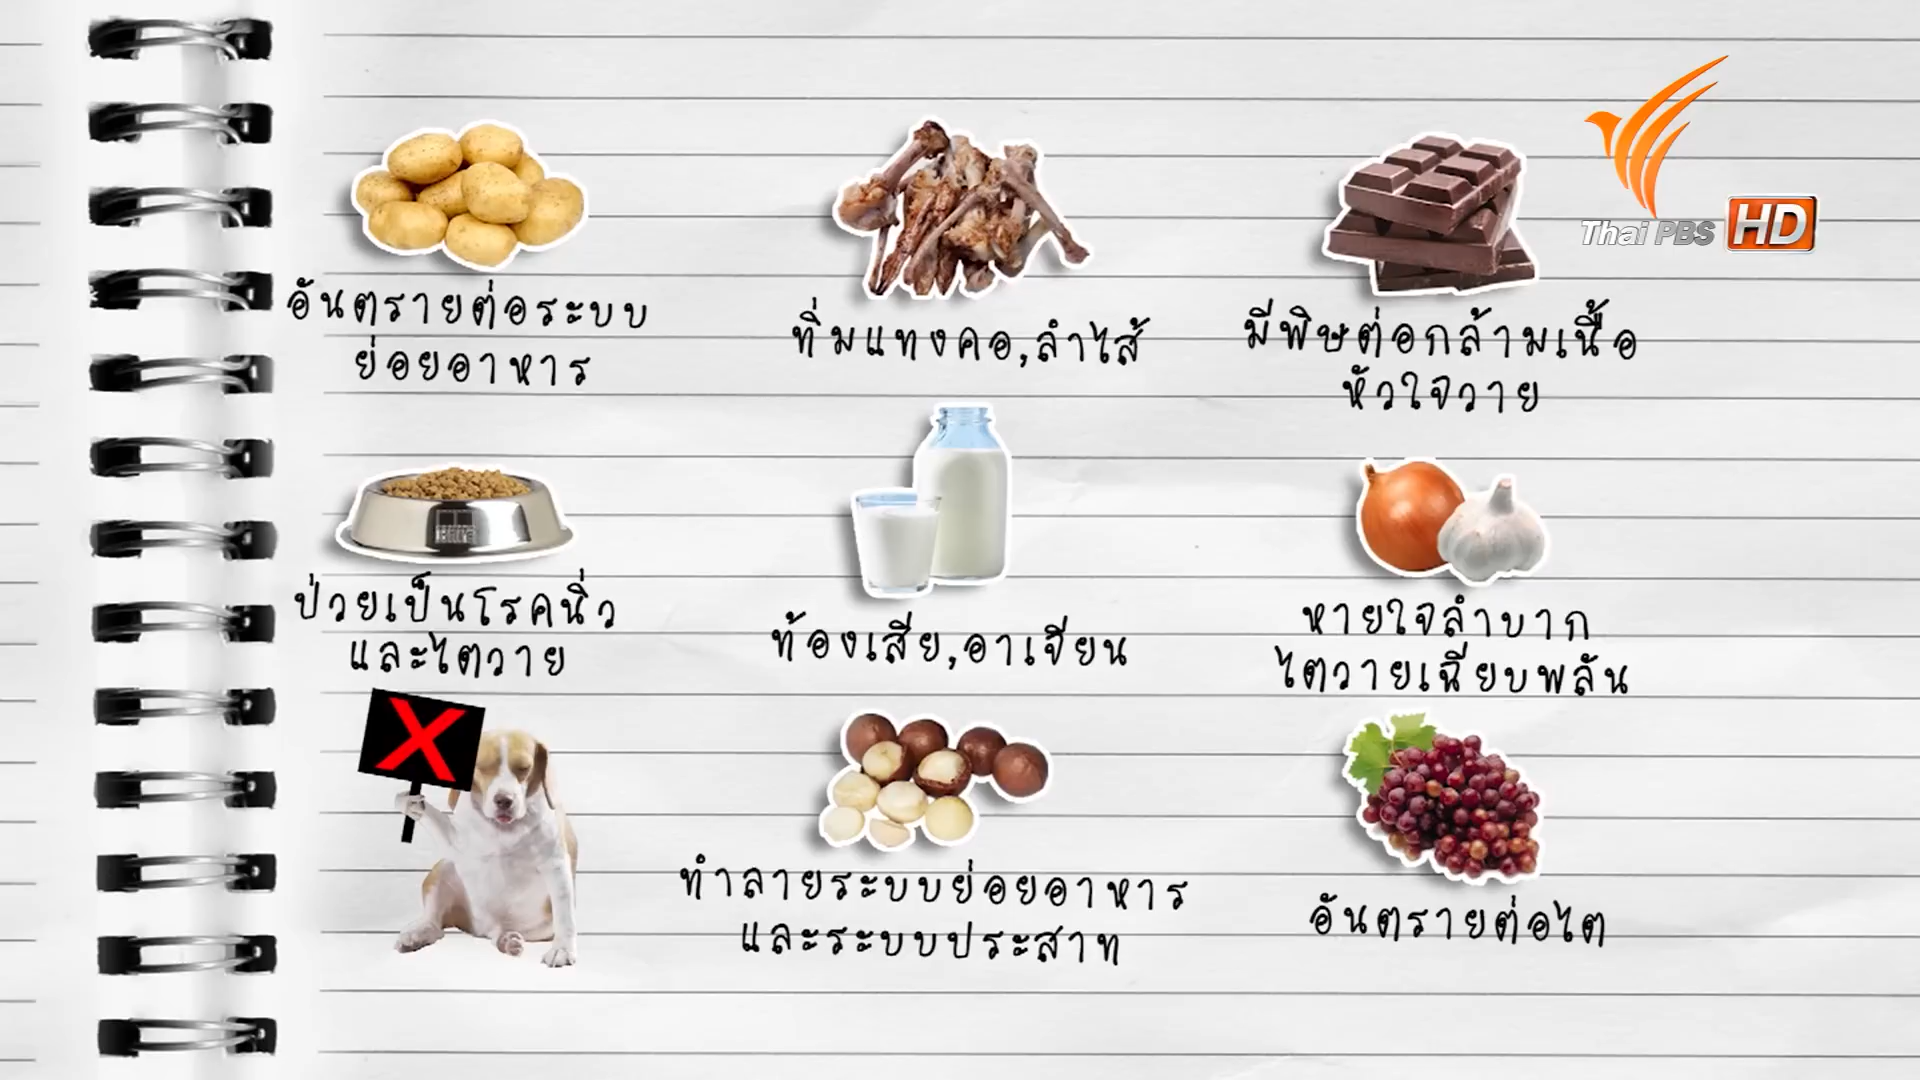 Thai PBS HD
อันตรายต่อระบบ
ย่อยอาหาร
ทิ่มแทงคอ,ลำไส้
มีพิษต่อกล้ามเนื้อ
หัวใจวาย
ป่วยเป็นโรคนิ่ว
และไตวาย
ท้องเสีย,อาเจียน
หายใจลำบาก
ไตวายเฉียบพลัน
X
ทำลายระบบย่อยอาหาร
และระบบประสาท
อันตรายต่อไต